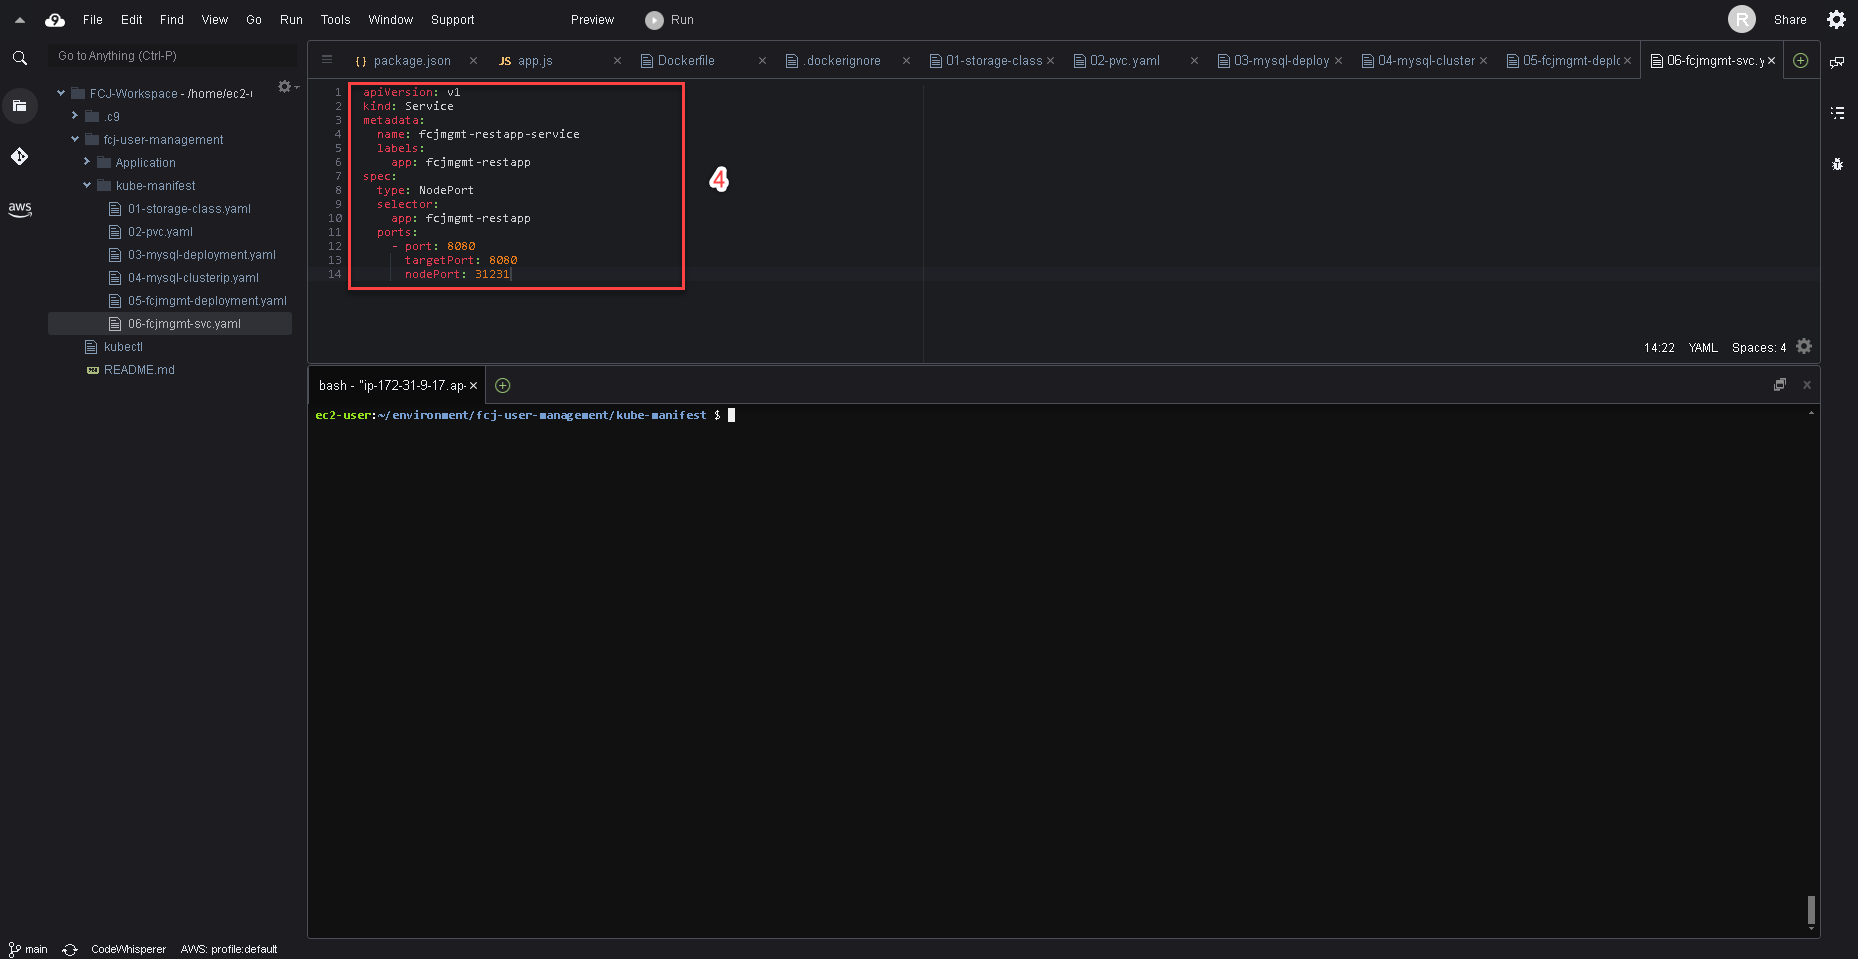 File Edit Find View Go Run Tools Window Support Preview Run R Share
Go to Anything (Ctrl-P)
FCJ-Workspace - /home/ec2-u
.c9
fcj-user-management
Application
kube-manifest
01-storage-class.yaml
02-pvc.yaml
03-mysql-deployment.yaml
04-mysql-clusterip.yaml
05-fcjmgmt-deployment.yaml
06-fcjmgmt-svc.yaml
kubectl
README.md
aws
package.json app.js Dockerfile .dockerignore 01-storage-class 02-pvc.yaml 03-mysql-deploy 04-mysql-cluster 05-fcjmgmt-deplo 06-fcjmgmt-svc.y
1 apiVersion: v1
2 kind: Service
3 metadata:
4 name: fcjmgmt-restapp-service
5 labels:
6 app: fcjmgmt-restapp
7 spec:
8 type: NodePort
9 selector:
10 app: fcjmgmt-restapp
11 ports:
12 - port: 8080
13 targetPort: 8080
14 nodePort: 31231
4
14:22 YAML Spaces: 4
bash - "ip-172-31-9-17.ap-
ec2-user:~/environment/fcj-user-management/kube-manifest $
main CodeWhisperer AWS: profile:default